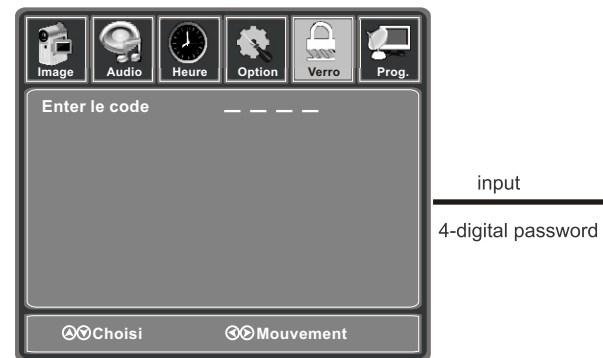 Image Audio Heure Option Verro Prog.
Enter le code _ _ _ _
input
4-digital password
Choisi Mouvement